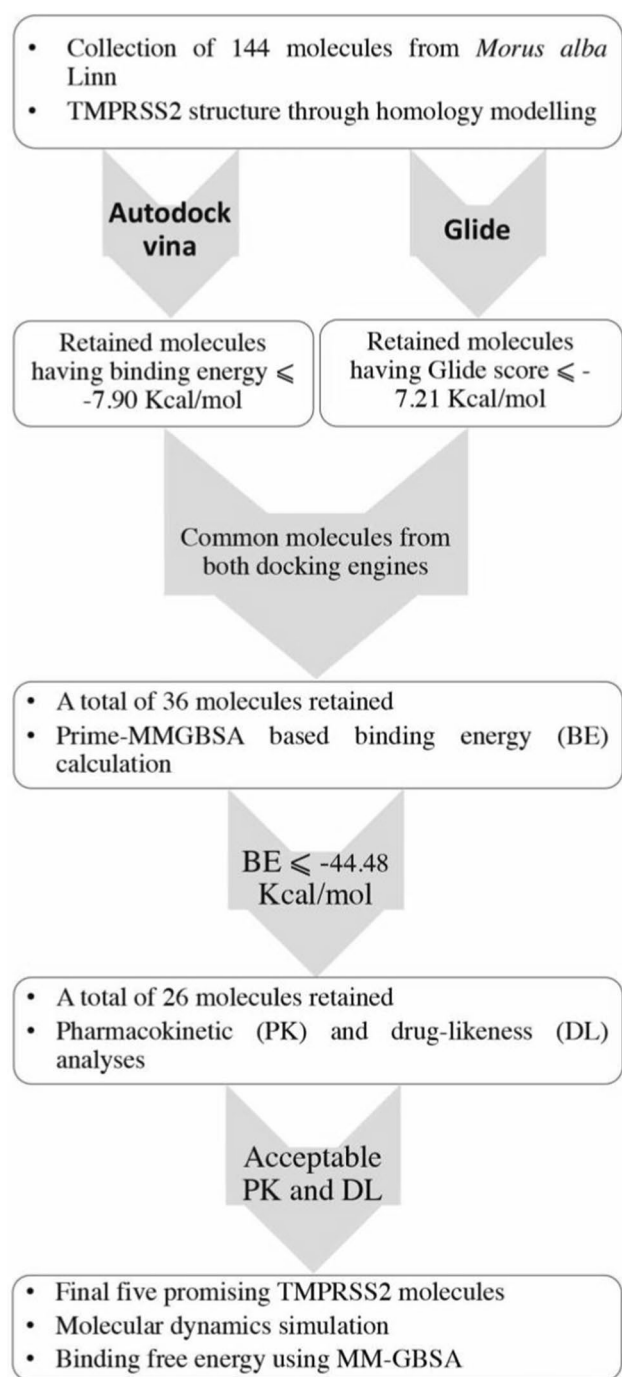 • Collection of 144 molecules from Morus alba
Linn
• TMPRSS2 structure through homology modelling
Autodock
vina
Glide
Retained molecules
having binding energy ⩽
-7.90 Kcal/mol
Retained molecules
having Glide score ⩽ -
7.21 Kcal/mol
Common molecules from
both docking engines
• A total of 36 molecules retained
• Prime-MMGBSA based binding energy (BE)
calculation
BE ⩽ -44.48
Kcal/mol
• A total of 26 molecules retained
• Pharmacokinetic (PK) and drug-likeness (DL)
analyses
Acceptable
PK and DL
• Final five promising TMPRSS2 molecules
• Molecular dynamics simulation
• Binding free energy using MM-GBSA